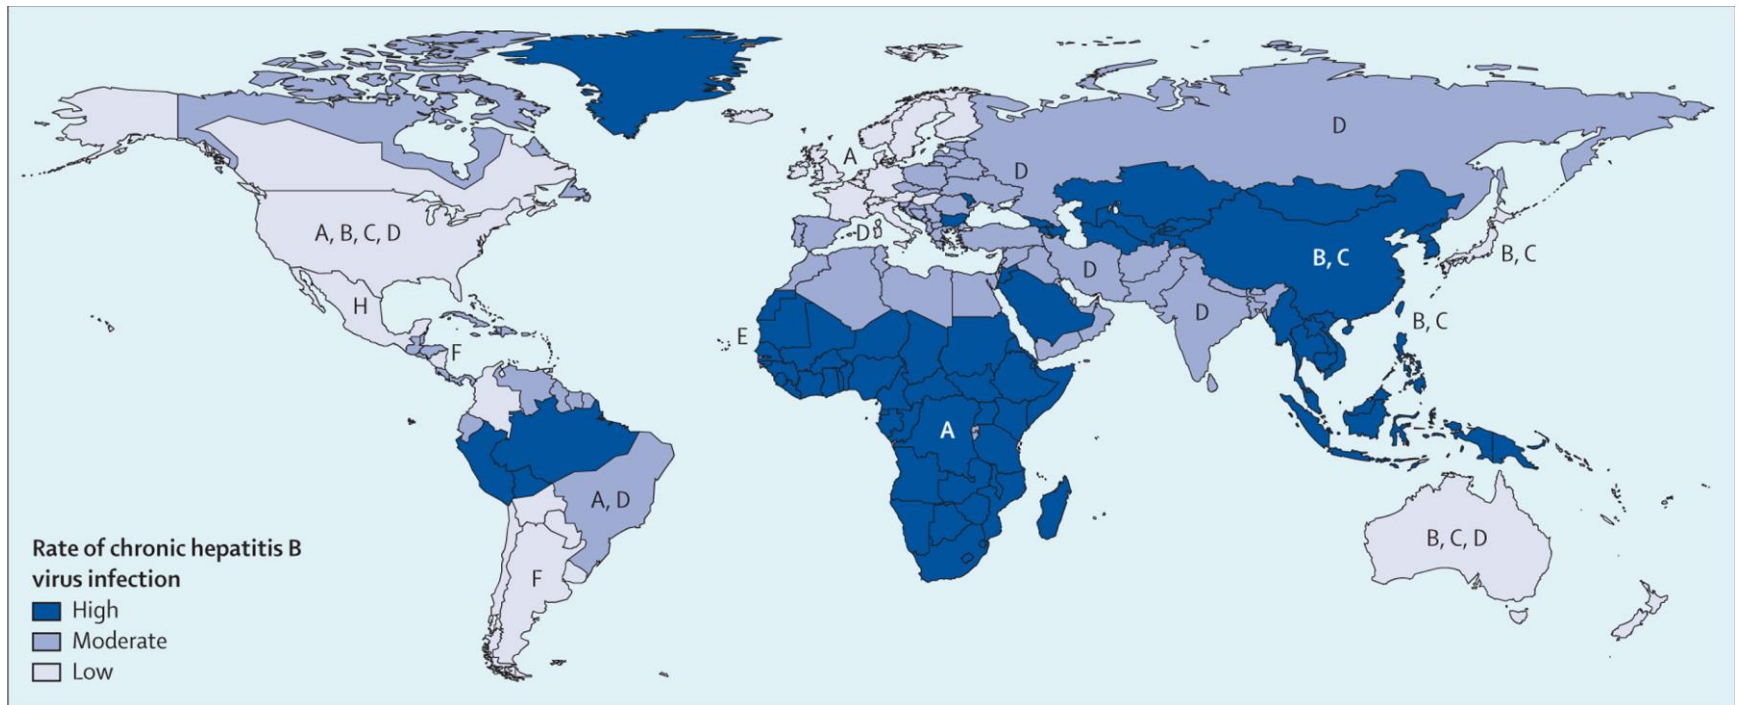 D
A
D
A, B, C, D
D
B, C
B, C
D
H
D
E
B, C
F
A
A, D
B, C, D
F
Rate of chronic hepatitis B
virus infection
High
Moderate
Low